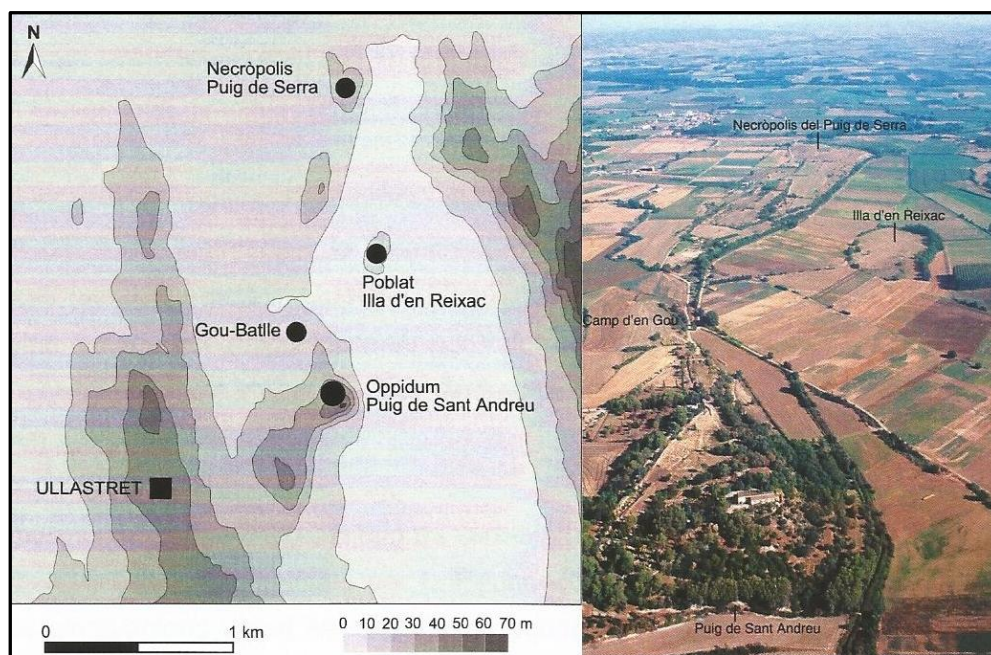 N
Necròpolis
Puig de Serra
Poblat
Illa d'en Reixac
Gou-Batlle
Oppidum
Puig de Sant Andreu
ULLASTRET
0 1 km
0 10 20 30 40 50 60 70 m
Necròpolis del Puig de Serra
Illa d'en Reixac
Camp d'en Gou
Puig de Sant Andreu